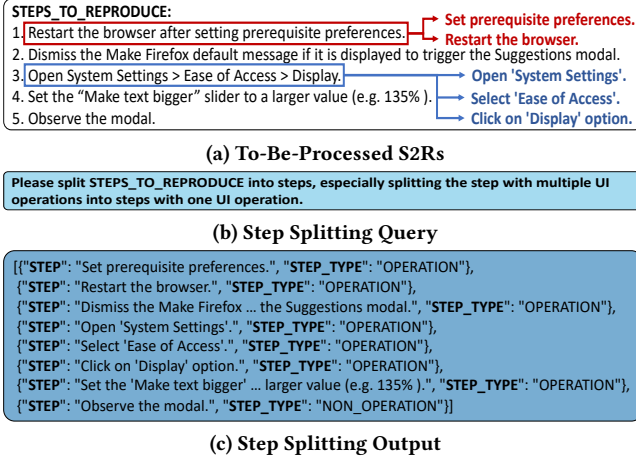 STEPS_TO_REPRODUCE:
1. Restart the browser after setting prerequisite preferences.
Set prerequisite preferences.
Restart the browser.
2. Dismiss the Make Firefox default message if it is displayed to trigger the Suggestions modal.
3. Open System Settings > Ease of Access > Display.
Open 'System Settings'.
4. Set the “Make text bigger” slider to a larger value (e.g. 135% ).
Select 'Ease of Access'.
5. Observe the modal.
Click on 'Display' option.
(a) To-Be-Processed S2Rs
Please split STEPS_TO_REPRODUCE into steps, especially splitting the step with multiple UI
operations into steps with one UI operation.
(b) Step Splitting Query
[{"STEP": "Set prerequisite preferences.", "STEP_TYPE": "OPERATION"},
{"STEP": "Restart the browser.", "STEP_TYPE": "OPERATION"},
{"STEP": "Dismiss the Make Firefox ... the Suggestions modal.", "STEP_TYPE": "OPERATION"},
{"STEP": "Open 'System Settings'.", "STEP_TYPE": "OPERATION"},
{"STEP": "Select 'Ease of Access'.", "STEP_TYPE": "OPERATION"},
{"STEP": "Click on 'Display' option.", "STEP_TYPE": "OPERATION"},
{"STEP": "Set the 'Make text bigger' ... larger value (e.g. 135% ).", "STEP_TYPE": "OPERATION"},
{"STEP": "Observe the modal.", "STEP_TYPE": "NON_OPERATION"}]
(c) Step Splitting Output